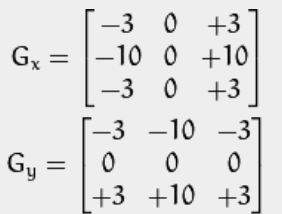 -3 0 +3
Gx = -10 0 +10
-3 0 +3
-3 -10 -3
Gy = 0 0 0
+3 +10 +3